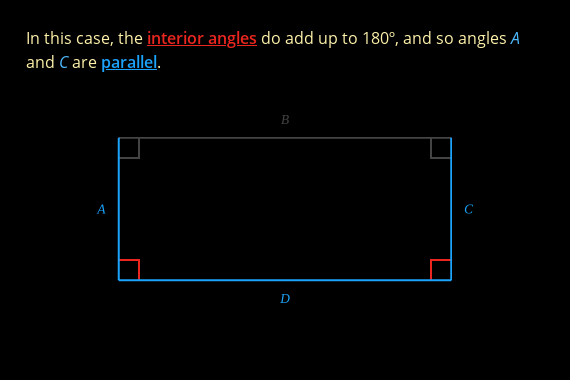 In this case, the interior angles do add up to 180º, and so angles A
and C are parallel.
B
A
C
D